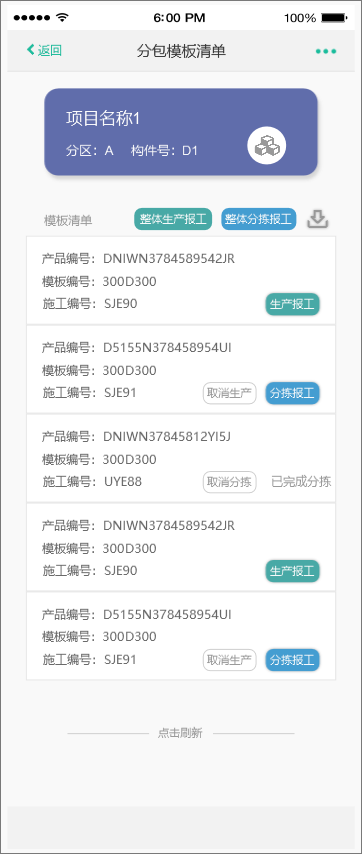 6:00 PM 100%
返回 分包模板清单
项目名称1
分区：A 构件号：D1
模板清单 整体生产报工 整体分拣报工
产品编号：DNIWN3784589542JR
模板编号：300D300
施工编号：SJE90 生产报工
产品编号：D5155N378458954UI
模板编号：300D300
施工编号：SJE91 取消生产 分拣报工
产品编号：DNIWN37845812YI5J
模板编号：300D300
施工编号：UYE88 取消分拣 已完成分拣
产品编号：DNIWN3784589542JR
模板编号：300D300
施工编号：SJE90 生产报工
产品编号：D5155N378458954UI
模板编号：300D300
施工编号：SJE91 取消生产 分拣报工
点击刷新